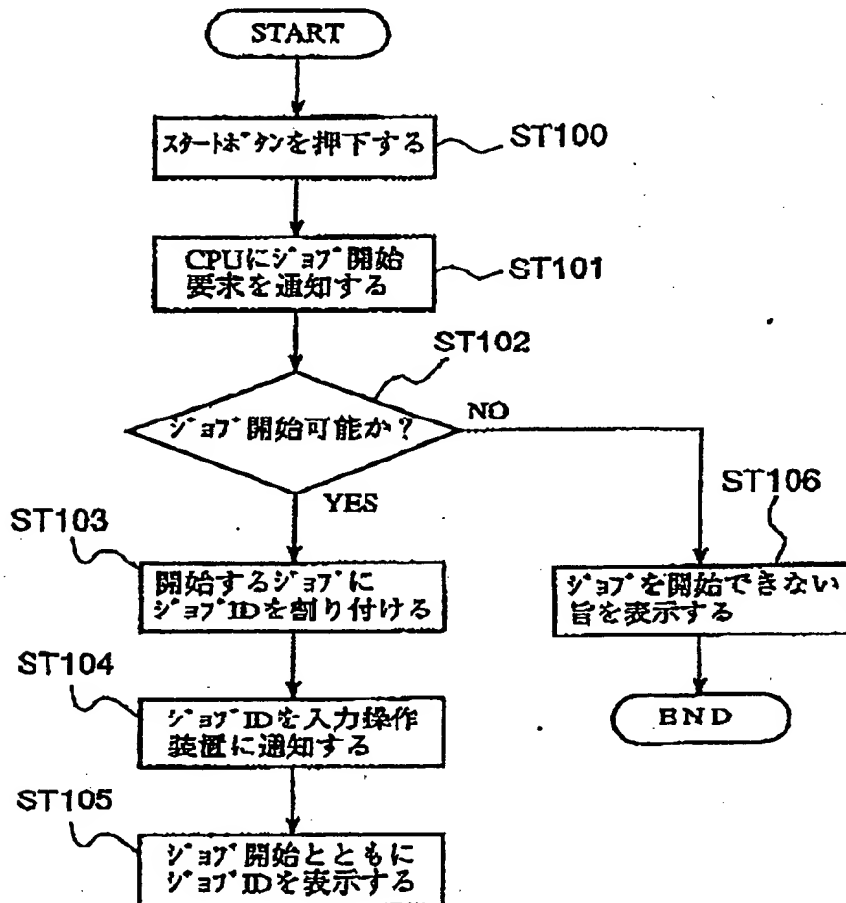 START
スタートボタンを押下する
ST100
CPUにジョブ開始
要求を通知する
ST101
ST102
ジョブ開始可能か？
NO
YES
ST103
開始するジョブに
ジョブIDを割り付ける
ST106
ジョブを開始できない
旨を表示する
ST104
ジョブIDを入力操作
装置に通知する
END
ST105
ジョブ開始とともに
ジョブIDを表示する